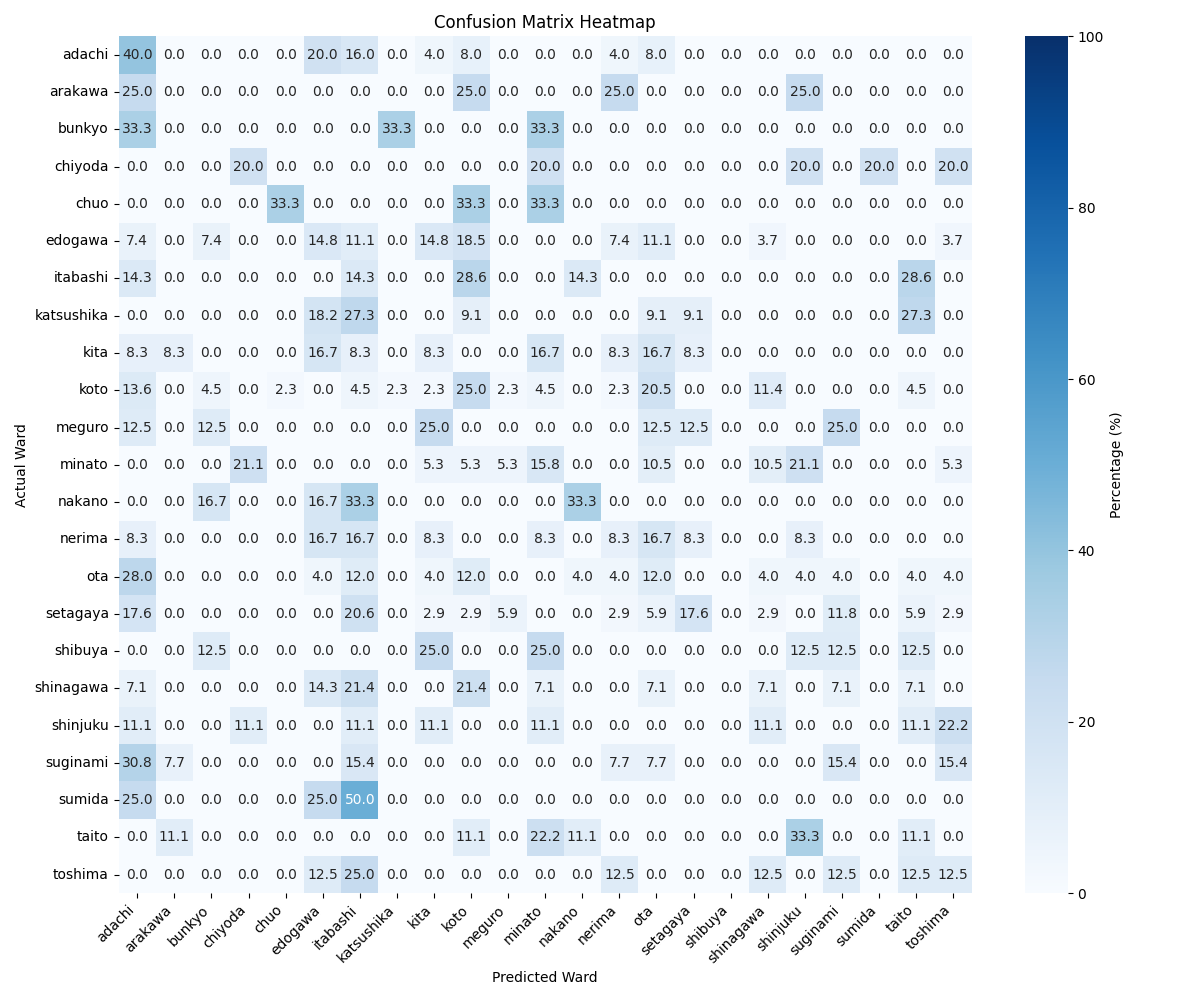 Confusion Matrix Heatmap
adachi 40.0 0.0 0.0 0.0 0.0 20.0 16.0 0.0 4.0 8.0 0.0 0.0 0.0 4.0 8.0 0.0 0.0 0.0 0.0 0.0 0.0 0.0 0.0
arakawa 25.0 0.0 0.0 0.0 0.0 0.0 0.0 0.0 0.0 25.0 0.0 0.0 0.0 25.0 0.0 0.0 0.0 0.0 25.0 0.0 0.0 0.0 0.0
bunkyo 33.3 0.0 0.0 0.0 0.0 0.0 0.0 33.3 0.0 0.0 0.0 33.3 0.0 0.0 0.0 0.0 0.0 0.0 0.0 0.0 0.0 0.0 0.0
chiyoda 0.0 0.0 0.0 20.0 0.0 0.0 0.0 0.0 0.0 0.0 0.0 20.0 0.0 0.0 0.0 0.0 0.0 0.0 20.0 0.0 20.0 0.0 20.0
chuo 0.0 0.0 0.0 0.0 33.3 0.0 0.0 0.0 0.0 33.3 0.0 33.3 0.0 0.0 0.0 0.0 0.0 0.0 0.0 0.0 0.0 0.0 0.0
edogawa 7.4 0.0 7.4 0.0 0.0 14.8 11.1 0.0 14.8 18.5 0.0 0.0 0.0 7.4 11.1 0.0 0.0 3.7 0.0 0.0 0.0 0.0 3.7
itabashi 14.3 0.0 0.0 0.0 0.0 0.0 14.3 0.0 0.0 28.6 0.0 0.0 14.3 0.0 0.0 0.0 0.0 0.0 0.0 0.0 0.0 28.6 0.0
katsushika 0.0 0.0 0.0 0.0 0.0 18.2 27.3 0.0 0.0 9.1 0.0 0.0 0.0 0.0 9.1 9.1 0.0 0.0 0.0 0.0 0.0 27.3 0.0
kita 8.3 8.3 0.0 0.0 0.0 16.7 8.3 0.0 8.3 0.0 0.0 16.7 0.0 8.3 16.7 8.3 0.0 0.0 0.0 0.0 0.0 0.0 0.0
koto 13.6 0.0 4.5 0.0 2.3 0.0 4.5 2.3 2.3 25.0 2.3 4.5 0.0 2.3 20.5 0.0 0.0 11.4 0.0 0.0 0.0 4.5 0.0
meguro 12.5 0.0 12.5 0.0 0.0 0.0 0.0 0.0 25.0 0.0 0.0 0.0 0.0 0.0 12.5 12.5 0.0 0.0 0.0 25.0 0.0 0.0 0.0
minato 0.0 0.0 0.0 21.1 0.0 0.0 0.0 0.0 5.3 5.3 5.3 15.8 0.0 0.0 10.5 0.0 0.0 10.5 21.1 0.0 0.0 0.0 5.3
nakano 0.0 0.0 16.7 0.0 0.0 16.7 33.3 0.0 0.0 0.0 0.0 0.0 33.3 0.0 0.0 0.0 0.0 0.0 0.0 0.0 0.0 0.0 0.0
nerima 8.3 0.0 0.0 0.0 0.0 16.7 16.7 0.0 8.3 0.0 0.0 8.3 0.0 8.3 16.7 8.3 0.0 0.0 8.3 0.0 0.0 0.0 0.0
ota 28.0 0.0 0.0 0.0 0.0 4.0 12.0 0.0 4.0 12.0 0.0 0.0 4.0 4.0 12.0 0.0 0.0 4.0 4.0 4.0 0.0 4.0 4.0
setagaya 17.6 0.0 0.0 0.0 0.0 0.0 20.6 0.0 2.9 2.9 5.9 0.0 0.0 2.9 5.9 17.6 0.0 2.9 0.0 11.8 0.0 5.9 2.9
shibuya 0.0 0.0 12.5 0.0 0.0 0.0 0.0 0.0 25.0 0.0 0.0 25.0 0.0 0.0 0.0 0.0 0.0 0.0 12.5 12.5 0.0 12.5 0.0
shinagawa 7.1 0.0 0.0 0.0 0.0 14.3 21.4 0.0 0.0 21.4 0.0 7.1 0.0 0.0 7.1 0.0 0.0 7.1 0.0 7.1 0.0 7.1 0.0
shinjuku 11.1 0.0 0.0 11.1 0.0 0.0 11.1 0.0 11.1 0.0 0.0 11.1 0.0 0.0 0.0 0.0 0.0 11.1 0.0 0.0 0.0 11.1 22.2
suginami 30.8 7.7 0.0 0.0 0.0 0.0 15.4 0.0 0.0 0.0 0.0 0.0 0.0 7.7 7.7 0.0 0.0 0.0 0.0 15.4 0.0 0.0 15.4
sumida 25.0 0.0 0.0 0.0 0.0 25.0 50.0 0.0 0.0 0.0 0.0 0.0 0.0 0.0 0.0 0.0 0.0 0.0 0.0 0.0 0.0 0.0 0.0
taito 0.0 11.1 0.0 0.0 0.0 0.0 0.0 0.0 0.0 11.1 0.0 22.2 11.1 0.0 0.0 0.0 0.0 0.0 33.3 0.0 0.0 11.1 0.0
toshima 0.0 0.0 0.0 0.0 0.0 12.5 25.0 0.0 0.0 0.0 0.0 0.0 0.0 12.5 0.0 0.0 0.0 12.5 0.0 12.5 0.0 12.5 12.5
adachi arakawa bunkyo chiyoda chuo edogawa itabashi katsushika kita koto meguro minato nakano nerima ota setagaya shibuya shinagawa shinjuku suginami sumida taito toshima
Predicted Ward
Actual Ward
100
80
60
40
20
0
Percentage (%)